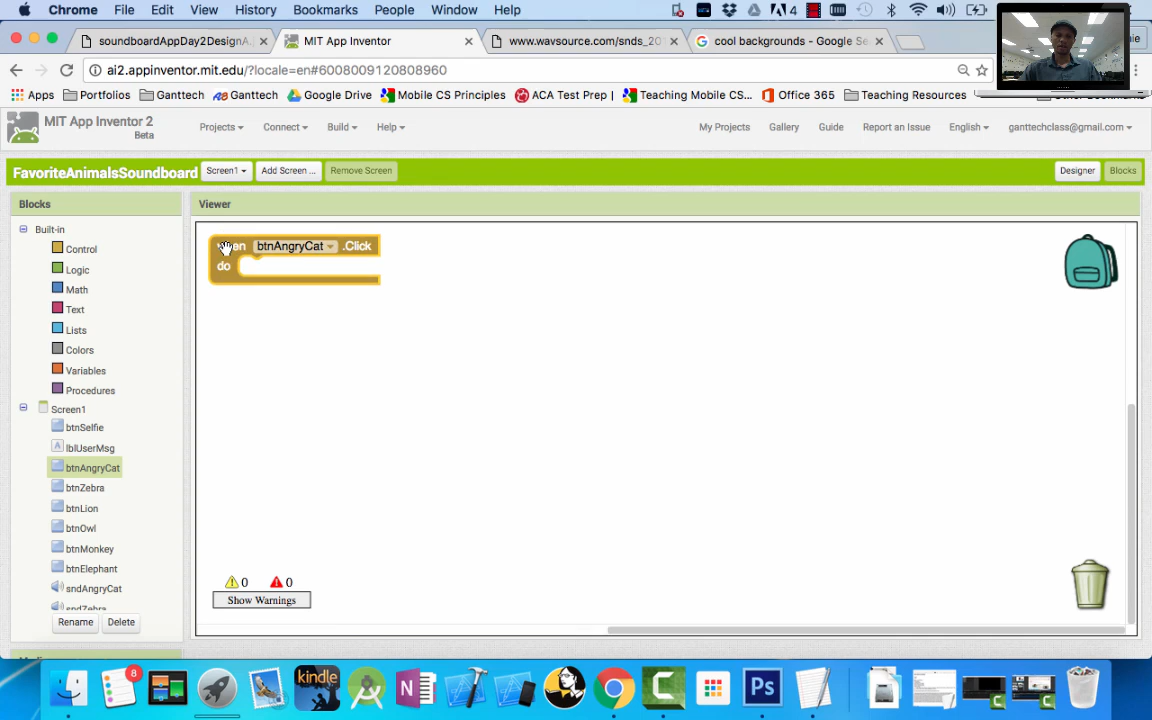 Chrome File Edit View History Bookmarks People Window Help 4
soundboardAppDay2DesignA. MIT App Inventor www.wavsource.com/snds_20 cool backgrounds - Google Se
ai2.appinventor.mit.edu/?locale=en#6008009120808960
Apps Portfolios Ganttech Ganttech Google Drive Mobile CS Principles ACA Test Prep | Teaching Mobile CS... Office 365 Teaching Resources
MIT App Inventor 2
Beta
Projects Connect Build Help My Projects Gallery Guide Report an Issue English ganttechclass@gmail.com
FavoriteAnimalsSoundboard Screen1 Add Screen ... Remove Screen Designer Blocks
Blocks Viewer
Built-in
Control
Logic
Math
Text
Lists
Colors
Variables
Procedures
Screen1
btnSelfie
A lblUserMsg
btnAngryCat
btnZebra
btnLion
btnOwl
btnMonkey
btnElephant
sndAngryCat
sndZebra
Rename Delete
when btnAngryCat .Click
do
0 0
Show Warnings
8
kindle
N
C
Ps